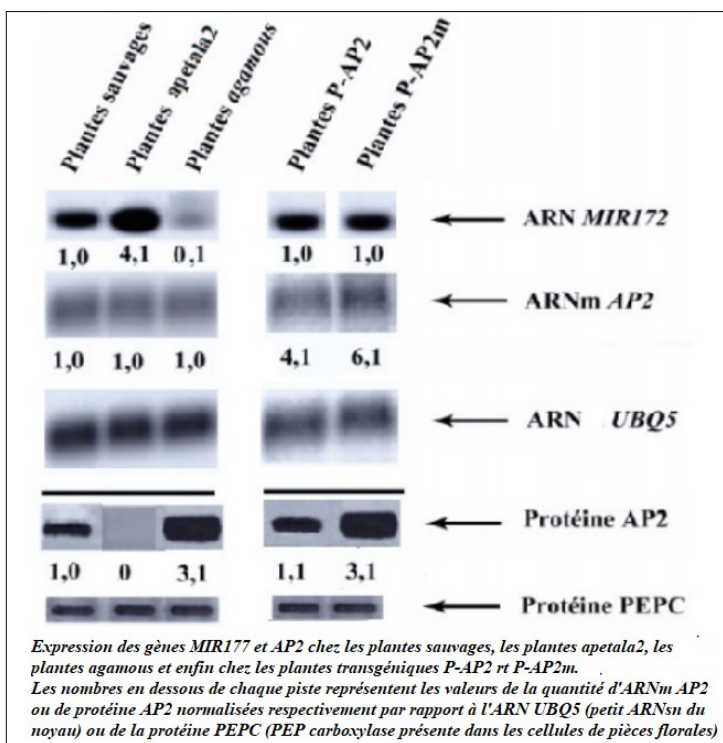 Plantes sauvages
Plantes apetala2
Plantes agamous
Plantes P-AP2
Plantes P-AP2m
ARN MIR172
1,0 4,1 0,1 1,0 1,0
ARNm AP2
1,0 1,0 1,0 4,1 6,1
ARN UBQ5
Protéine AP2
1,0 0 3,1 1,1 3,1
Protéine PEPC
Expression des gènes MIR177 et AP2 chez les plantes sauvages, les plantes apetala2, les
plantes agamous et enfin chez les plantes transgéniques P-AP2 rt P-AP2m.
Les nombres en dessous de chaque piste représentent les valeurs de la quantité d'ARNm AP2
ou de protéine AP2 normalisées respectivement par rapport à l'ARN UBQ5 (petit ARNsn du
noyau) ou de la protéine PEPC (PEP carboxylase présente dans les cellules de pièces florales)